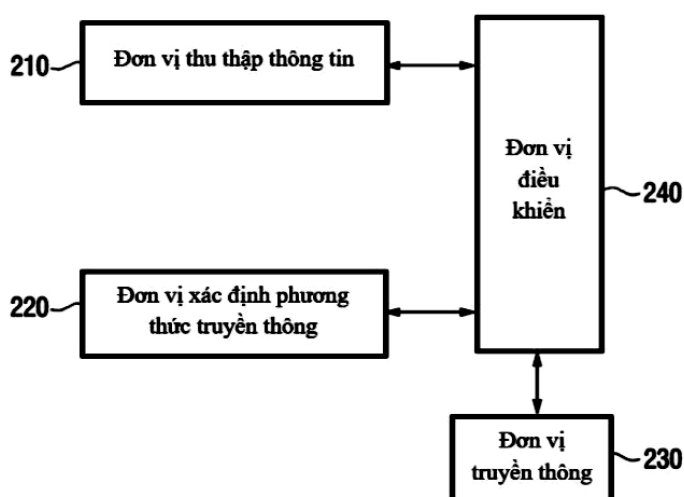 210
Đơn vị thu thập thông tin
Đơn vị
điều
khiển
240
220
Đơn vị xác định phương
thức truyền thông
Đơn vị
truyền thông
230